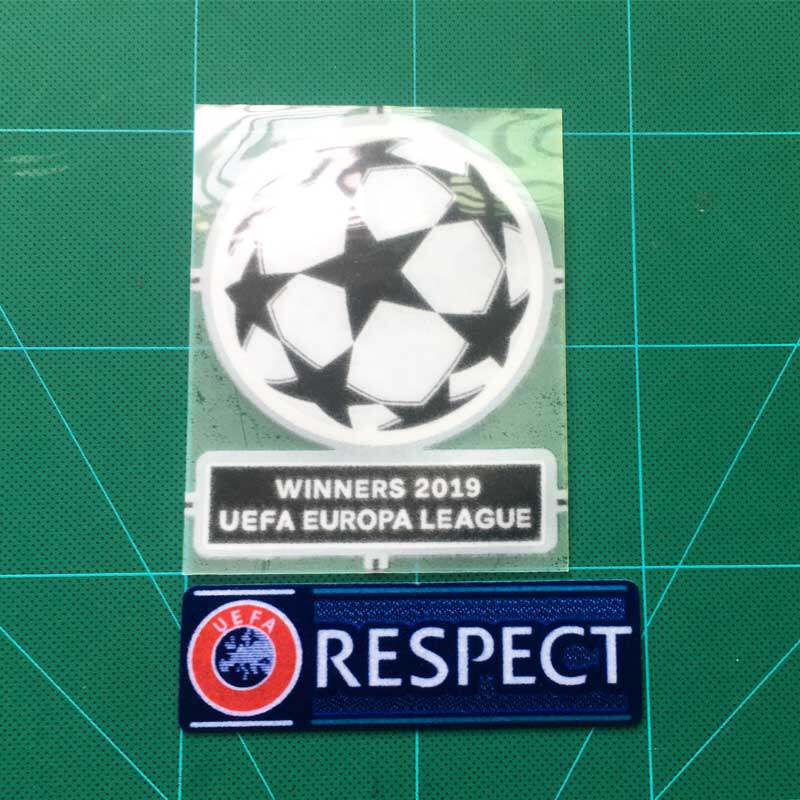 WINNERS 2019
UEFA EUROPA LEAGUE
UEFA
RESPECT